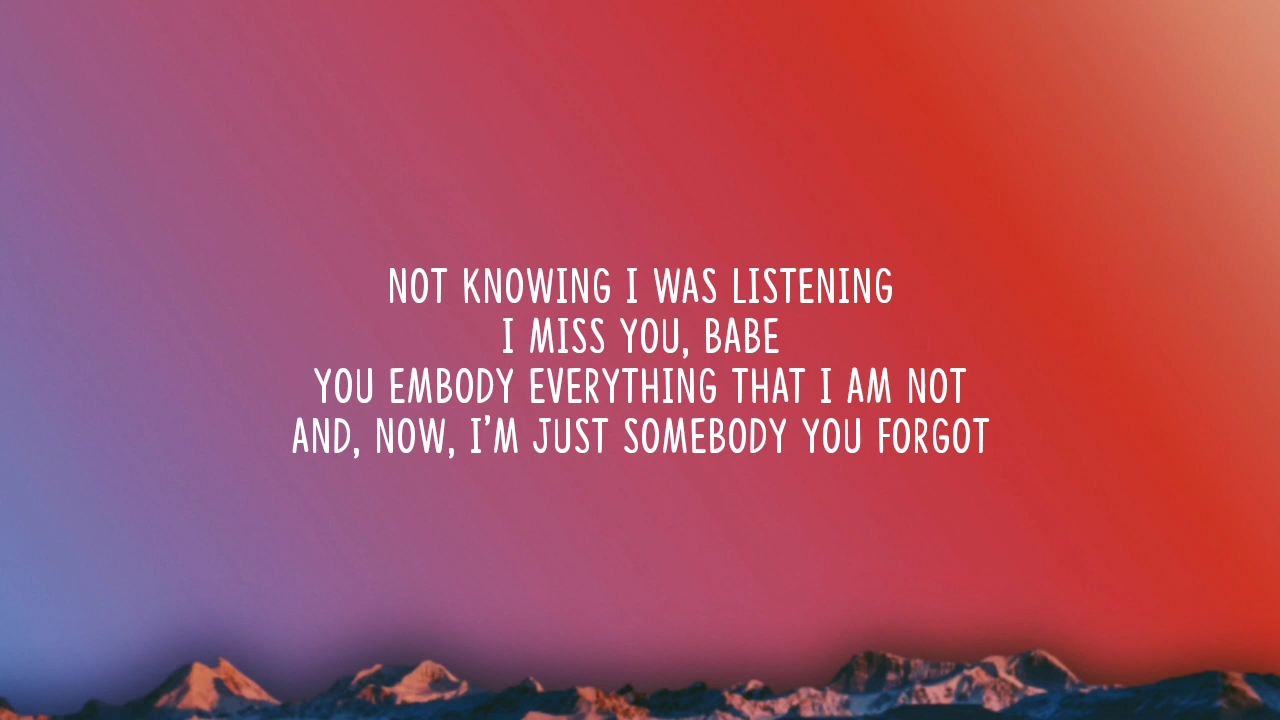 NOT KNOWING I WAS LISTENING
I MISS YOU, BABE
YOU EMBODY EVERYTHING THAT I AM NOT
AND, NOW, I'M JUST SOMEBODY YOU FORGOT